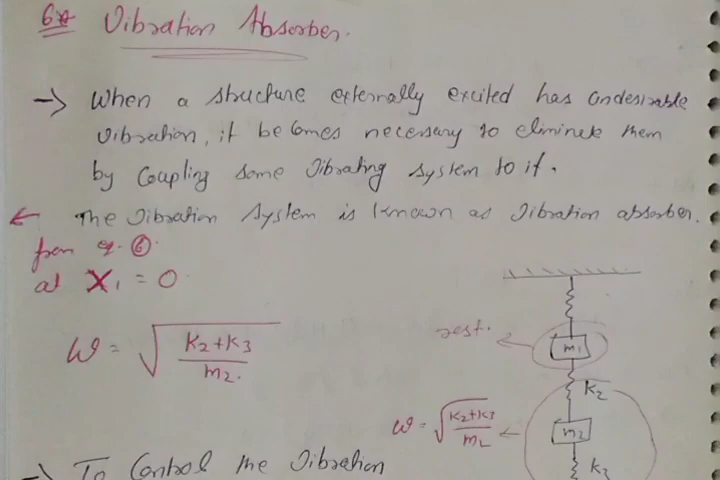 6* Vibration Absorber.
→ When a structure externally excited has undesirable
vibration, it becomes necessary to eliminate them
by Coupling some Vibrating system to it.
← The Vibration System is known as Vibration absorber.
from eq. ⑥.
at X₁ = 0
ω = √((K₂+K₃)/m₂.)
rest. ←
m₁
K₂
ω = √((K₂+K₃)/m₂) ←
m₂
K₃
→ To Control the Vibration